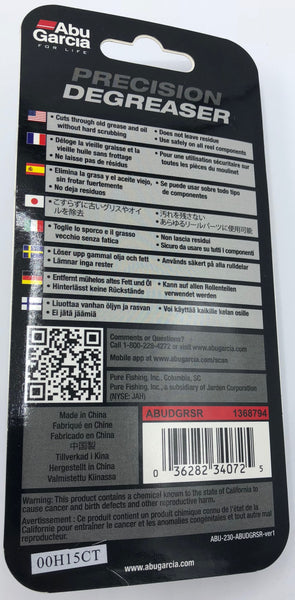 Abu
Garcia
FOR LIFE
PRECISION
DEGREASER
• Cuts through old grease and oil
without hard scrubbing
• Does not leave residue
• Use safely on all reel components
• Déloge la vieille graisse et la
vieille huile sans frottage
• Ne laisse pas de résidus
• Pour une utilisation sécuritaire sur
toutes les pièces du moulinet
• Elimina la grasa y el aceite viejo,
sin frotar fuertemente
• No deja residuos
• Se puede usar sobre todo tipo
de componentes
• こすらずに古いグリスやオイ
ルを除去
• 汚れを残さない
• あらゆるリールパーツに使用可能
• Toglie lo sporco e il grasso
vecchio senza fatica
• Non lascia residui
• Sicuro da usare su tutti i componenti
• Löser upp gammal olja och fett
• Lämnar inga rester
• Används säkert på alla rulldelar
• Entfernt mühelos altes Fett und Öl
• Hinterlässt keine Rückstände
• Kann auf allen Rollenteilen
verwendet werden
• Liuottaa vanhan öljyn ja rasvan
• Ei jätä jäämiä
• Voi käyttää kaikille kelan osille
Comments or Questions?
Call 1-800-228-4272 or visit www.abugarcia.com
Mobile app at www.abugarcia.com/scan
Pure Fishing, Inc. Columbia, SC
Pure Fishing, Inc., a subsidiary of Jarden Corporation
(NYSE: JAH)
Made in China
Fabriqué en Chine
Fabricado en China
中国製
Tillverkad i Kina
Hergestellt in China
Valmistettu Kiinassa
ABUDGRSR 1368794
0 36282 34072 5
Warning: This product contains a chemical known to the state of California to
cause cancer and birth defects and other reproductive harm.
Avertissement : Ce produit contient un produit chimique connu de l'état de
Californie pour entraîner le cancer et les anomalies congénitales et tout autre mal
reproducteur.
ABU-230-ABUDGRSR-ver1
00H15CT
www.abugarcia.com